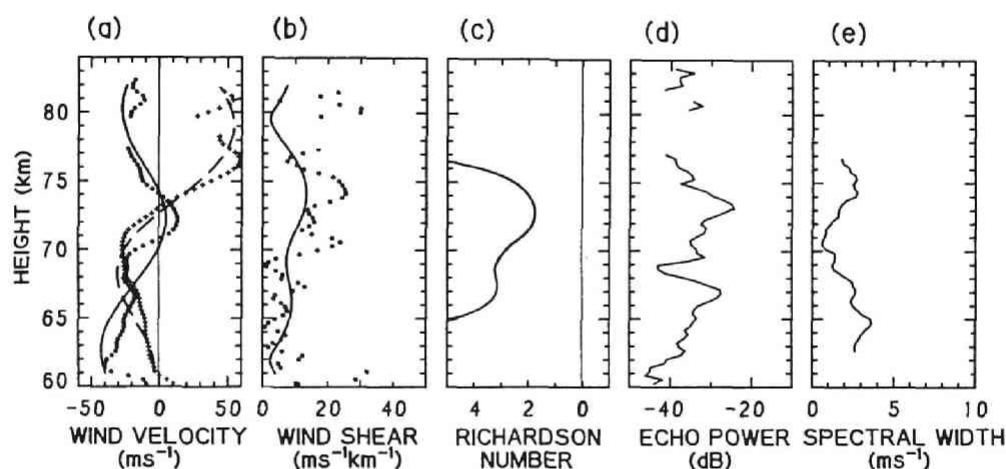 (a) (b) (c) (d) (e)
HEIGHT (km)
80
75
70
65
60
-50 0 50 0 20 40 4 2 0 -40 -20 0 5 10
WIND VELOCITY WIND SHEAR RICHARDSON ECHO POWER SPECTRAL WIDTH
(ms⁻¹) (ms⁻¹km⁻¹) NUMBER (dB) (ms⁻¹)